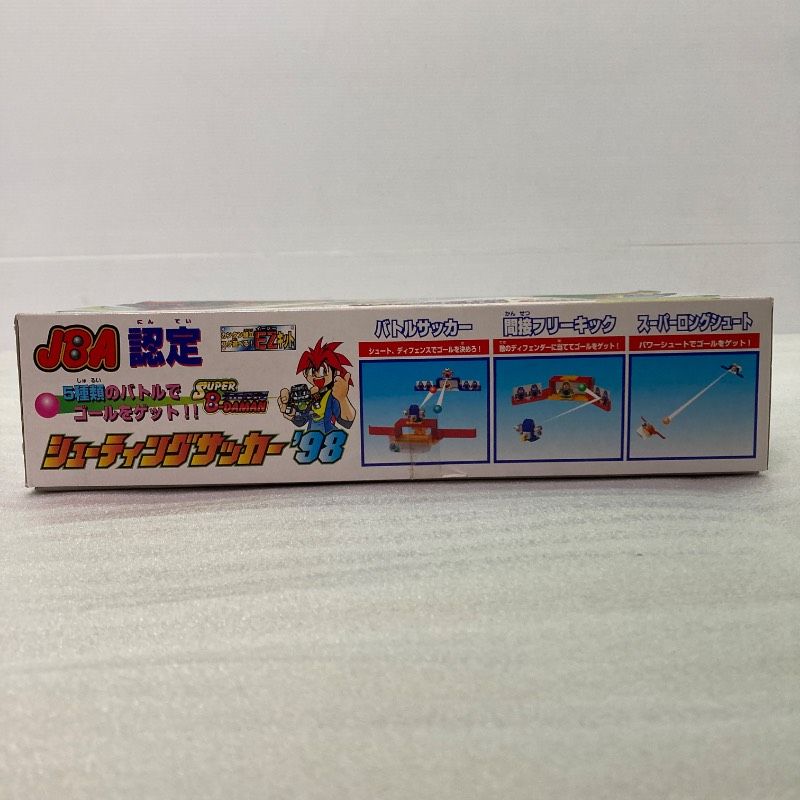 JBA 認定
にんてい
EZキット
5種類のバトルで
しゅるい
ゴールをゲット!!
SUPER
B-DAMAN
シューティングサッカー'98
バトルサッカー
シュート、ディフェンスでゴールを決めろ!
間接フリーキック
かんせつ
敵のディフェンダーに当ててゴールをゲット!
スーパーロングシュート
パワーシュートでゴールをゲット!